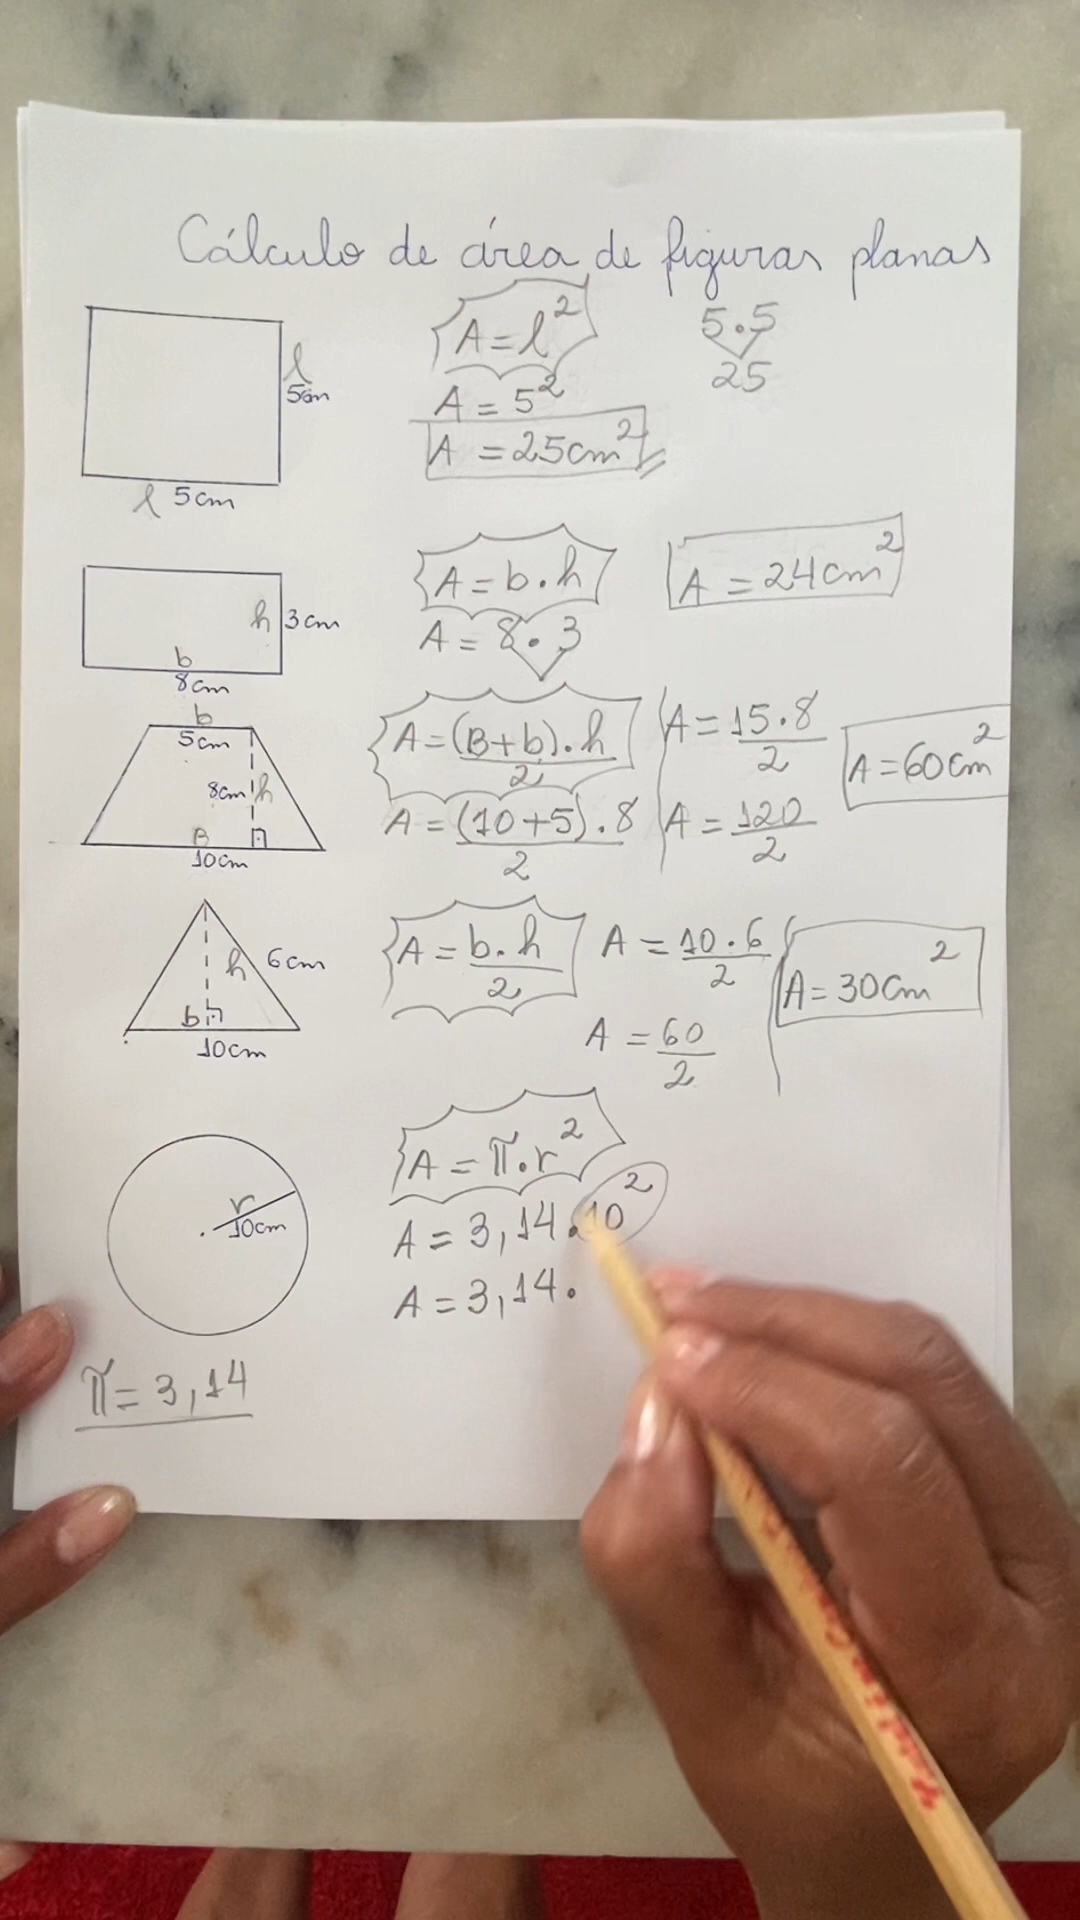 Cálculo de área de figuras planas
l
5cm
l 5cm
A = l²
A = 5²
A = 25cm²
5.5
25
h 3cm
b
8cm
A = b.h
A = 8.3
A = 24cm²
b
5cm
8cm h
B
10cm
A = (B+b).h
2
A = (10+5).8
2
A = 15.8
2
A = 120
2
A = 60cm²
h 6cm
b
10cm
A = b.h
2
A = 10.6
2
A = 60
2
A = 30cm²
r
10cm
π = 3,14
A = π.r²
A = 3,14.10²
A = 3,14.